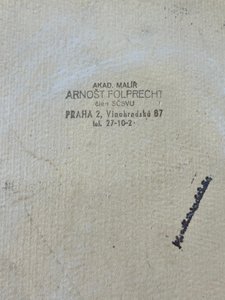 AKAD. MALÍŘ
ARNOŠT FOLPRECHT
člen SČSVU
PRAHA 2, Vinohradská 67
tel. 27-10-2